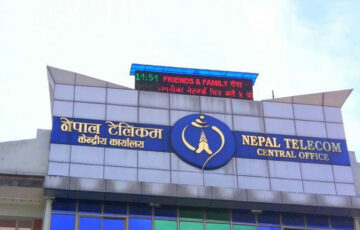 11:51 FRIENDS & FAMILY सेवा
नेपाल टेलिकम
केन्द्रीय कार्यालय
NEPAL TELECOM
CENTRAL OFFICE